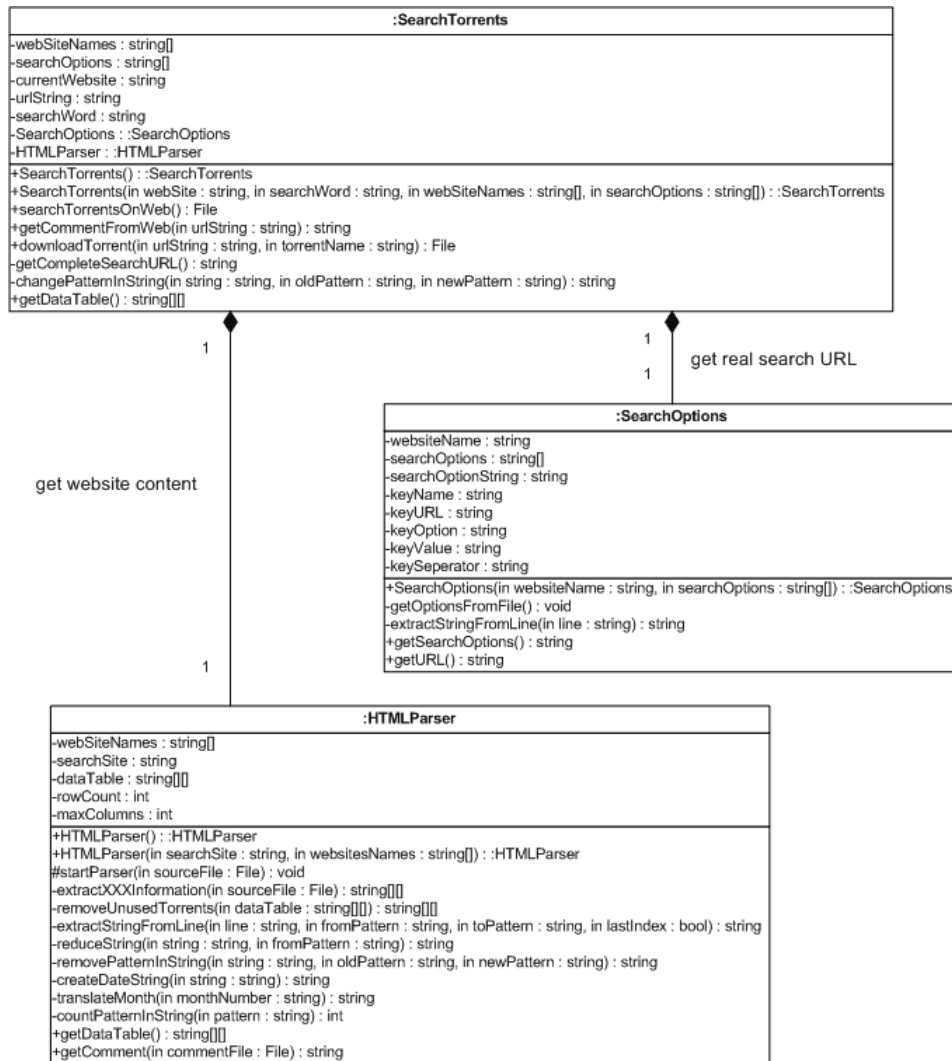 :SearchTorrents
-webSiteNames : string[]
-searchOptions : string[]
-currentWebsite : string
-urlString : string
-searchWord : string
-SearchOptions : :SearchOptions
-HTMLParser : :HTMLParser
+SearchTorrents() : :SearchTorrents
+SearchTorrents(in webSite : string, in searchWord : string, in webSiteNames : string[], in searchOptions : string[]) : :SearchTorrents
+searchTorrentsOnWeb() : File
+getCommentFromWeb(in urlString : string) : string
+downloadTorrent(in urlString : string, in torrentName : string) : File
-getCompleteSearchURL() : string
-changePatternInString(in string : string, in oldPattern : string, in newPattern : string) : string
+getDataTable() : string[][]
1
1
get real search URL
1
:SearchOptions
-websiteName : string
-searchOptions : string[]
-searchOptionString : string
-keyName : string
-keyURL : string
-keyOption : string
-keyValue : string
-keySeperator : string
+SearchOptions(in websiteName : string, in searchOptions : string[]) : :SearchOptions
-getOptionsFromFile() : void
-extractStringFromLine(in line : string) : string
+getSearchOptions() : string
+getURL() : string
get website content
1
:HTMLParser
-webSiteNames : string[]
-searchSite : string
-dataTable : string[][]
-rowCount : int
-maxColumns : int
+HTMLParser() : :HTMLParser
+HTMLParser(in searchSite : string, in websitesNames : string[]) : :HTMLParser
#startParser(in sourceFile : File) : void
-extractXXXInformation(in sourceFile : File) : string[][]
-removeUnusedTorrents(in dataTable : string[][]) : string[][]
-extractStringFromLine(in line : string, in fromPattern : string, in toPattern : string, in lastIndex : bool) : string
-reduceString(in string : string, in fromPattern : string) : string
-removePatternInString(in string : string, in oldPattern : string, in newPattern : string) : string
-createDateString(in string : string) : string
-translateMonth(in monthNumber : string) : string
-countPatternInString(in pattern : string) : int
+getDataTable() : string[][]
+getComment(in commentFile : File) : string